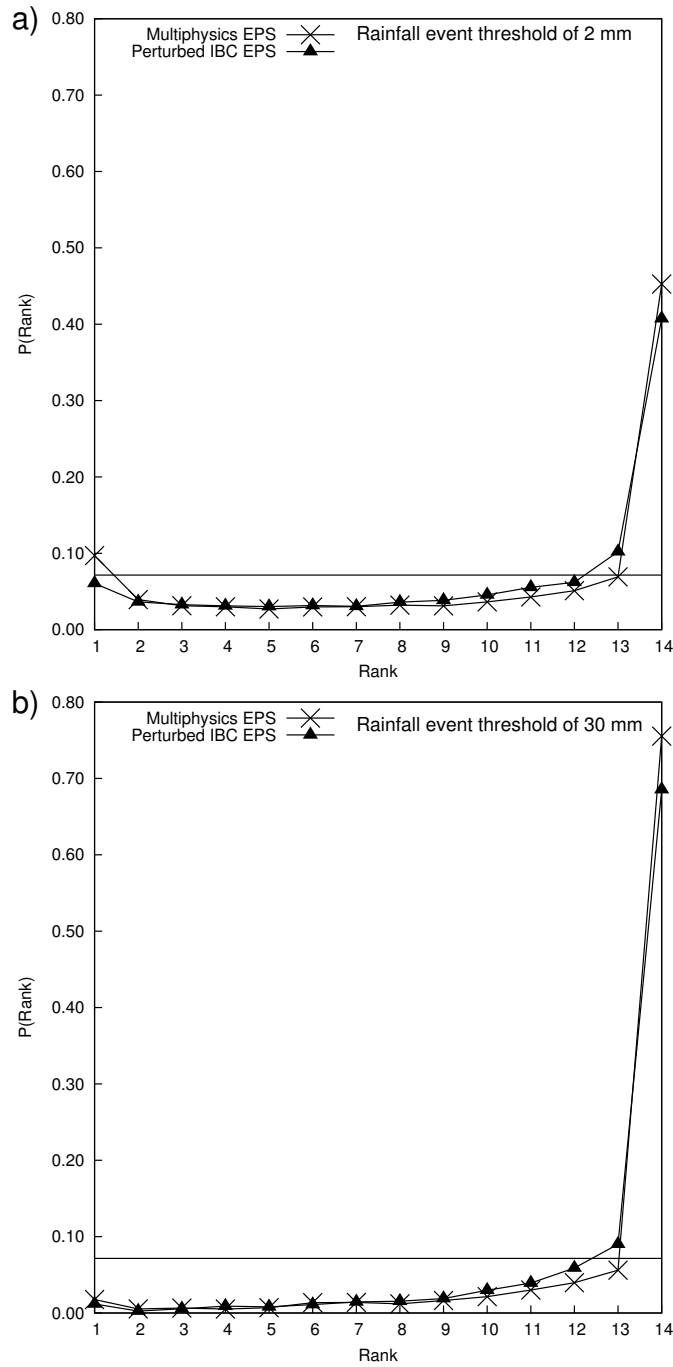 a)
Multiphysics EPS
Perturbed IBC EPS
Rainfall event threshold of 2 mm
0.80
0.70
0.60
0.50
0.40
0.30
0.20
0.10
0.00
P(Rank)
1 2 3 4 5 6 7 8 9 10 11 12 13 14
Rank
b)
Multiphysics EPS
Perturbed IBC EPS
Rainfall event threshold of 30 mm
0.80
0.70
0.60
0.50
0.40
0.30
0.20
0.10
0.00
P(Rank)
1 2 3 4 5 6 7 8 9 10 11 12 13 14
Rank